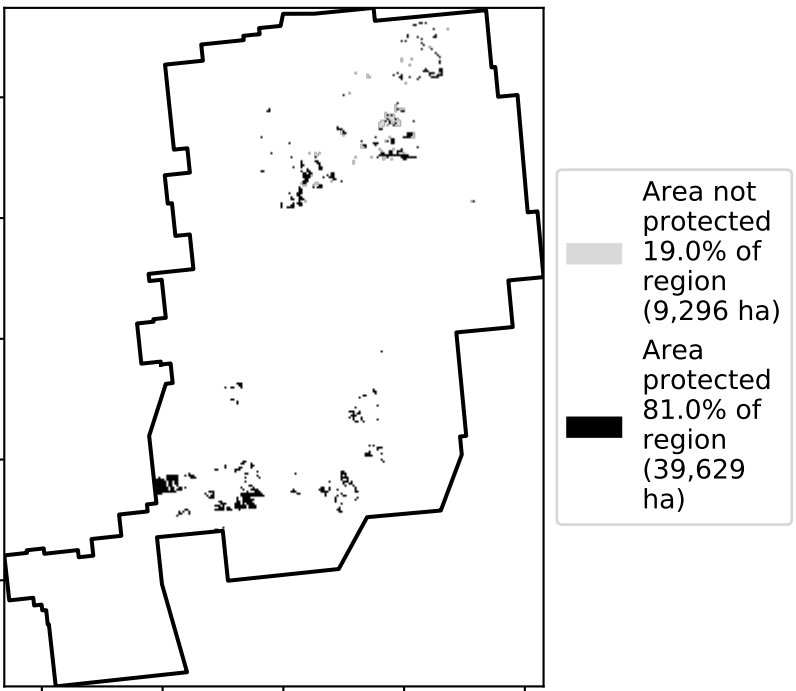 Area not
protected
19.0% of
region
(9,296 ha)
Area
protected
81.0% of
region
(39,629
ha)